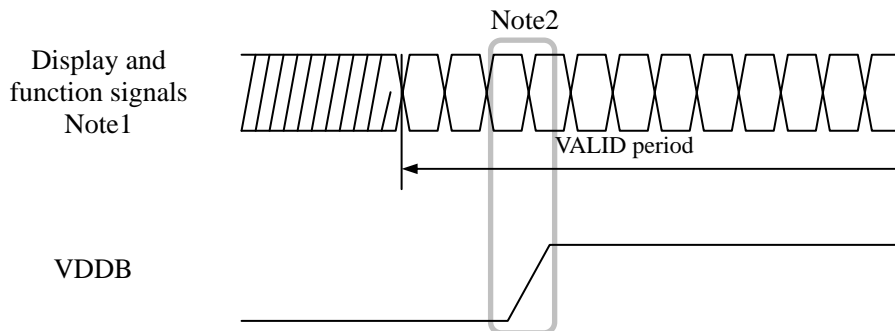 Note2
Display and
function signals
Note1
VALID period
VDDB